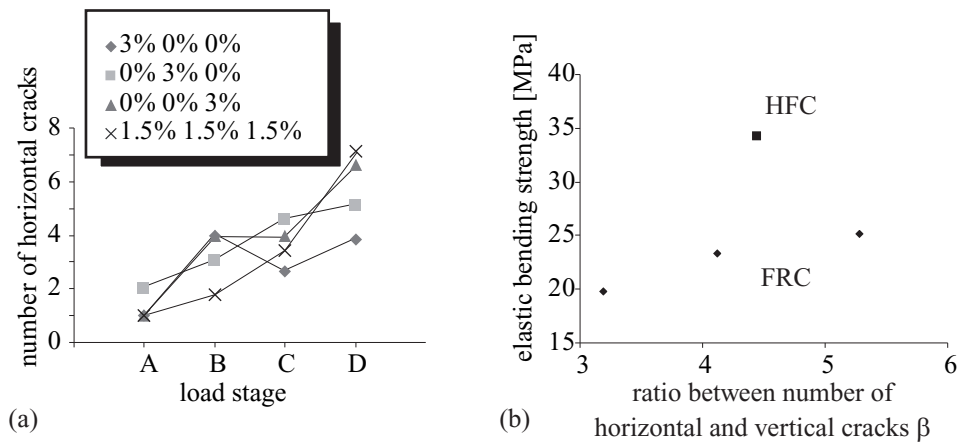 3% 0% 0%
0% 3% 0%
0% 0% 3%
1.5% 1.5% 1.5%
number of horizontal cracks
8
6
4
2
0
A B C D
load stage
(a)
elastic bending strength [MPa]
40
35
30
25
20
15
HFC
FRC
3 4 5 6
ratio between number of
horizontal and vertical cracks β
(b)